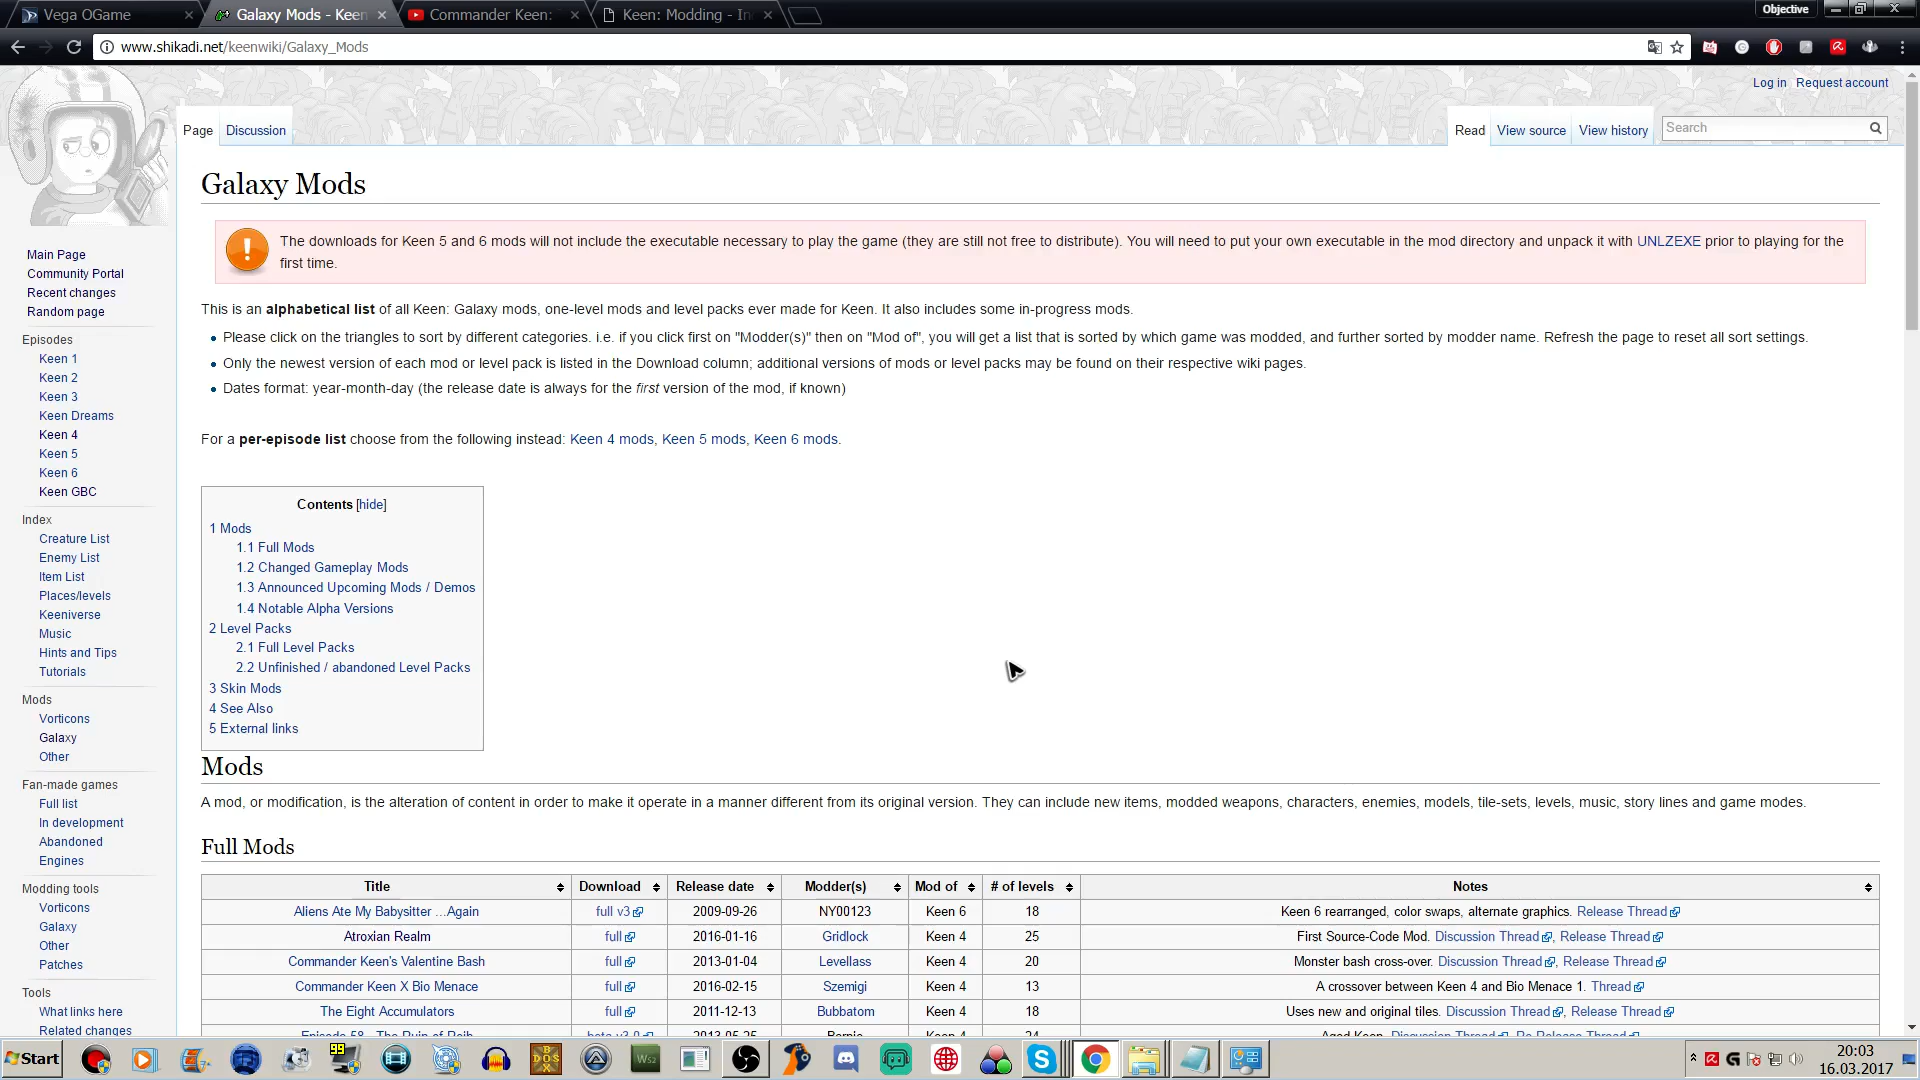 Vega OGame
Galaxy Mods - Keen
Commander Keen:
Keen: Modding - In
Objective
www.shikadi.net/keenwiki/Galaxy_Mods
Log in Request account
Page Discussion
Read View source View history Search
Galaxy Mods
The downloads for Keen 5 and 6 mods will not include the executable necessary to play the game (they are still not free to distribute). You will need to put your own executable in the mod directory and unpack it with UNLZEXE prior to playing for the
first time.
This is an alphabetical list of all Keen: Galaxy mods, one-level mods and level packs ever made for Keen. It also includes some in-progress mods.
Please click on the triangles to sort by different categories. i.e. if you click first on "Modder(s)" then on "Mod of", you will get a list that is sorted by which game was modded, and further sorted by modder name. Refresh the page to reset all sort settings.
Only the newest version of each mod or level pack is listed in the Download column; additional versions of mods or level packs may be found on their respective wiki pages.
Dates format: year-month-day (the release date is always for the first version of the mod, if known)
For a per-episode list choose from the following instead: Keen 4 mods, Keen 5 mods, Keen 6 mods.
Contents [hide]
1 Mods
1.1 Full Mods
1.2 Changed Gameplay Mods
1.3 Announced Upcoming Mods / Demos
1.4 Notable Alpha Versions
2 Level Packs
2.1 Full Level Packs
2.2 Unfinished / abandoned Level Packs
3 Skin Mods
4 See Also
5 External links
Mods
A mod, or modification, is the alteration of content in order to make it operate in a manner different from its original version. They can include new items, modded weapons, characters, enemies, models, tile-sets, levels, music, story lines and game modes.
Full Mods
Title Download Release date Modder(s) Mod of # of levels Notes
Aliens Ate My Babysitter ...Again full v3 2009-09-26 NY00123 Keen 6 18 Keen 6 rearranged, color swaps, alternate graphics. Release Thread
Atroxian Realm full 2016-01-16 Gridlock Keen 4 25 First Source-Code Mod. Discussion Thread, Release Thread
Commander Keen's Valentine Bash full 2013-01-04 Levellass Keen 4 20 Monster bash cross-over. Discussion Thread, Release Thread
Commander Keen X Bio Menace full 2016-02-15 Szemigi Keen 4 13 A crossover between Keen 4 and Bio Menace 1. Thread
The Eight Accumulators full 2011-12-13 Bubbatom Keen 4 18 Uses new and original tiles. Discussion Thread, Release Thread
Main Page
Community Portal
Recent changes
Random page
Episodes
Keen 1
Keen 2
Keen 3
Keen Dreams
Keen 4
Keen 5
Keen 6
Keen GBC
Index
Creature List
Enemy List
Item List
Places/levels
Keeniverse
Music
Hints and Tips
Tutorials
Mods
Vorticons
Galaxy
Other
Fan-made games
Full list
In development
Abandoned
Engines
Modding tools
Vorticons
Galaxy
Other
Patches
Tools
What links here
Related changes
Start
99
DOS
BOX
20:03
16.03.2017